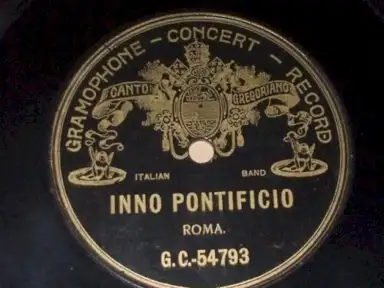 GRAMOPHONE - CONCERT - RECORD
CANTO GREGORIANO
ITALIAN BAND
INNO PONTIFICIO
ROMA.
G.C.-54793